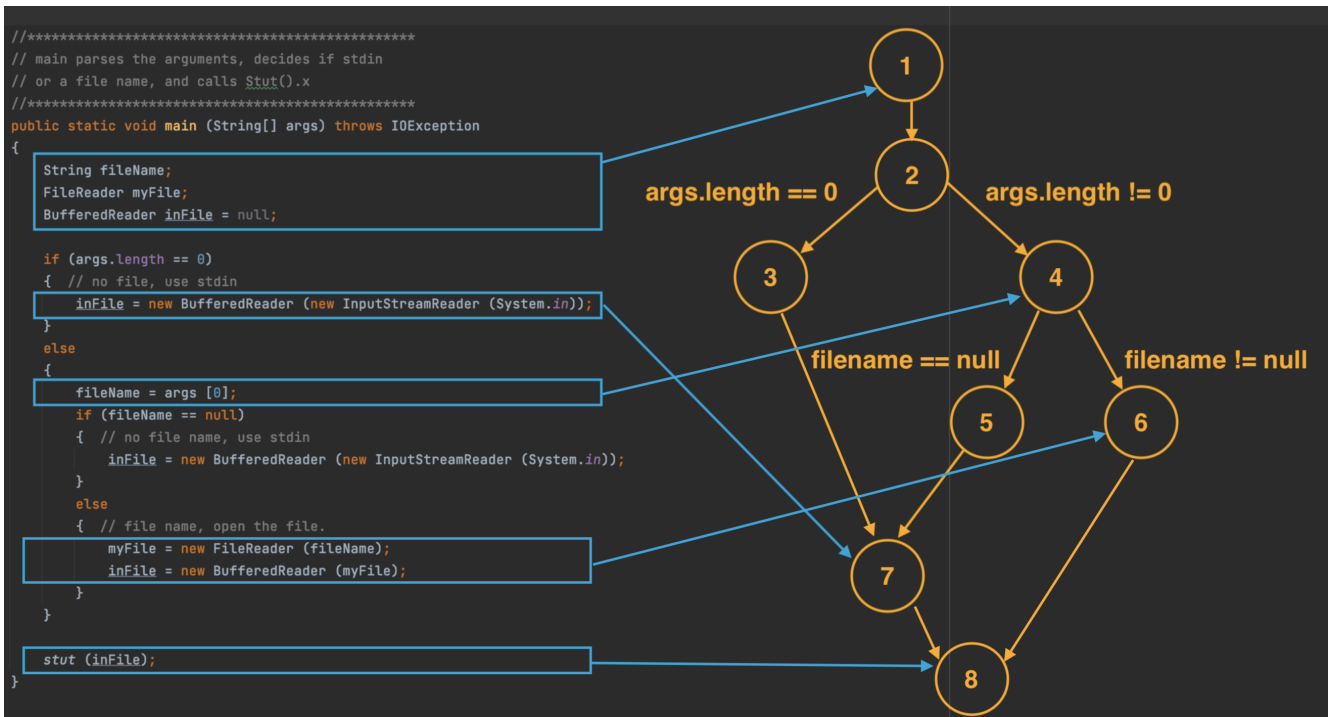 //************************************************
// main parses the arguments, decides if stdin
// or a file name, and calls Stut().x
//************************************************
public static void main (String[] args) throws IOException
{
String fileName;
FileReader myFile;
BufferedReader inFile = null;
if (args.length == 0)
{  // no file, use stdin
inFile = new BufferedReader (new InputStreamReader (System.in));
}
else
{
fileName = args [0];
if (fileName == null)
{  // no file name, use stdin
inFile = new BufferedReader (new InputStreamReader (System.in));
}
else
{  // file name, open the file.
myFile = new FileReader (fileName);
inFile = new BufferedReader (myFile);
}
}
stut (inFile);
}
1
2
args.length == 0
args.length != 0
3
4
filename == null
filename != null
5
6
7
8